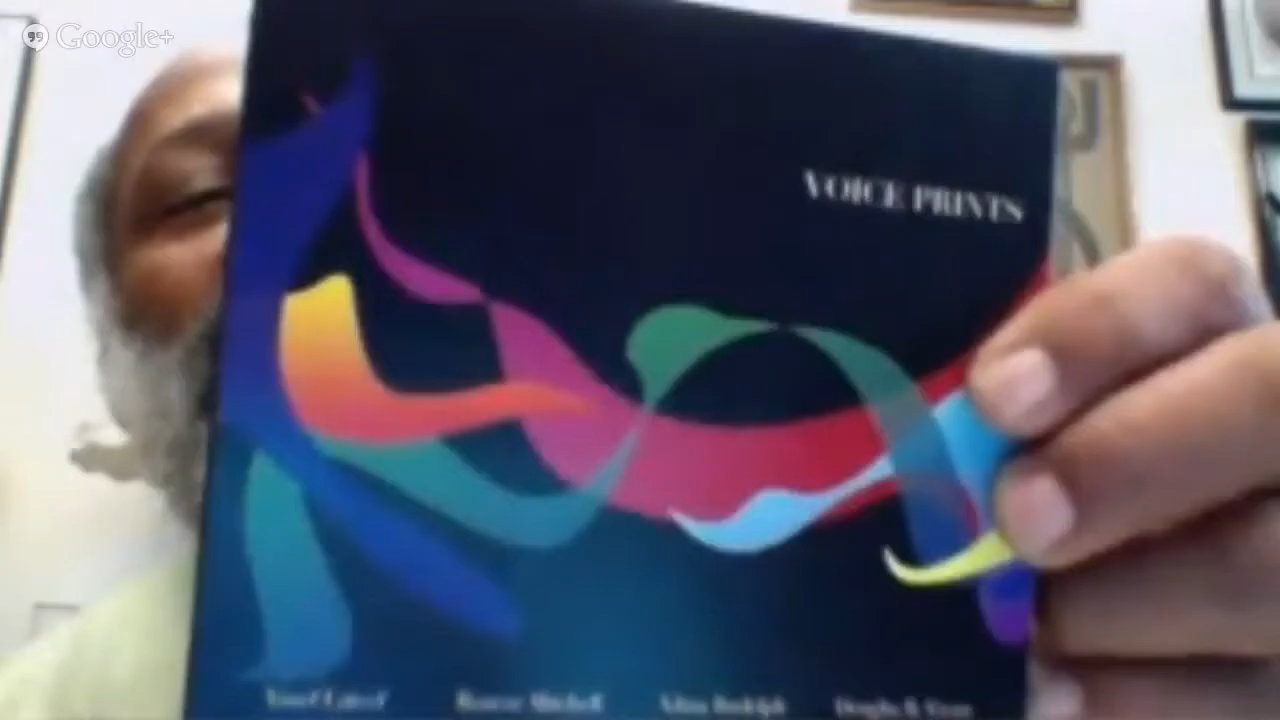 Google+
VOICE PRINTS
Yusef Lateef Roscoe Mitchell Adam Rudolph Douglas R. Ewart